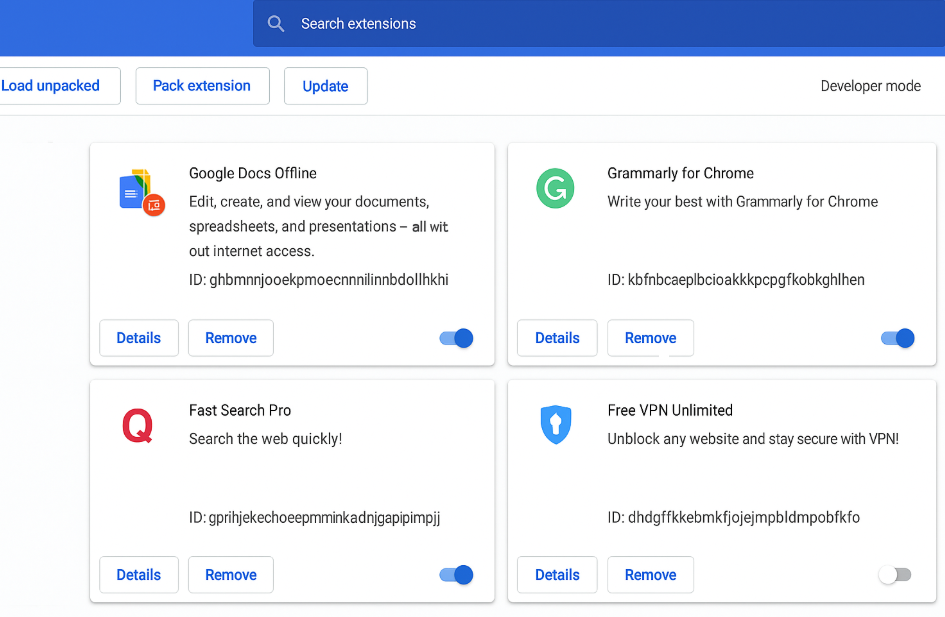 Search extensions
Load unpacked
Pack extension
Update
Developer mode
Google Docs Offline
Edit, create, and view your documents,
spreadsheets, and presentations – all wit
out internet access.
ID: ghbmnnjooekpmoecnnnilinnbdollhkhi
Details
Remove
Grammarly for Chrome
Write your best with Grammarly for Chrome
ID: kbfnbcaeplbcioakkkpcpgfkobkghlhen
Details
Remove
Fast Search Pro
Search the web quickly!
ID: gprihjekechoeepmminkadnjgapipimpjj
Details
Remove
Free VPN Unlimited
Unblock any website and stay secure with VPN!
ID: dhdgffkkebmkfjojejmpbldmpobfkfo
Details
Remove